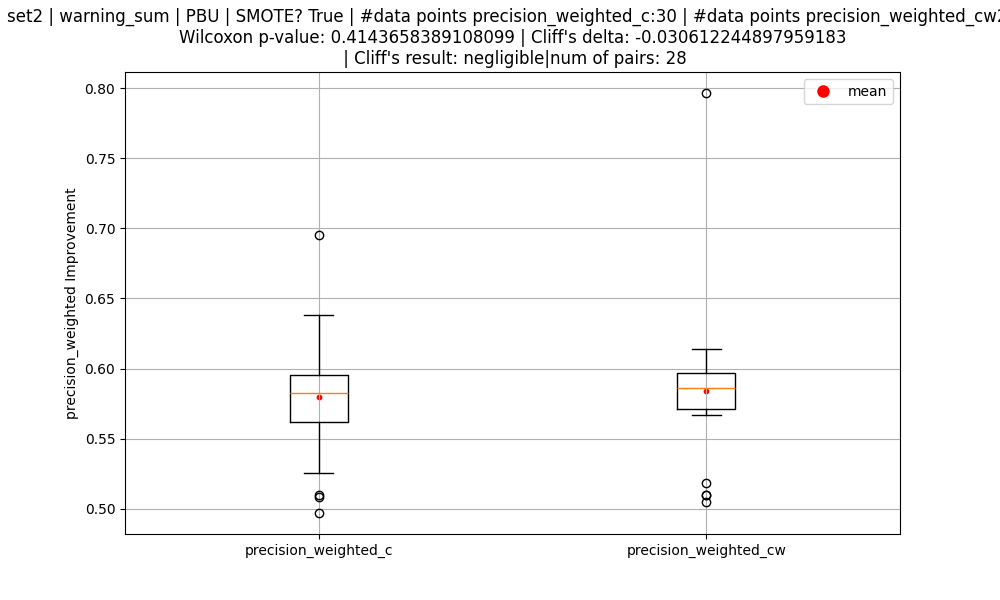 set2 | warning_sum | PBU | SMOTE? True | #data points precision_weighted_c:30 | #data points precision_weighted_cw
Wilcoxon p-value: 0.4143658389108099 | Cliff's delta: -0.030612244897959183
| Cliff's result: negligible|num of pairs: 28
mean
0.80
0.75
0.70
0.65
0.60
0.55
0.50
precision_weighted Improvement
precision_weighted_c
precision_weighted_cw